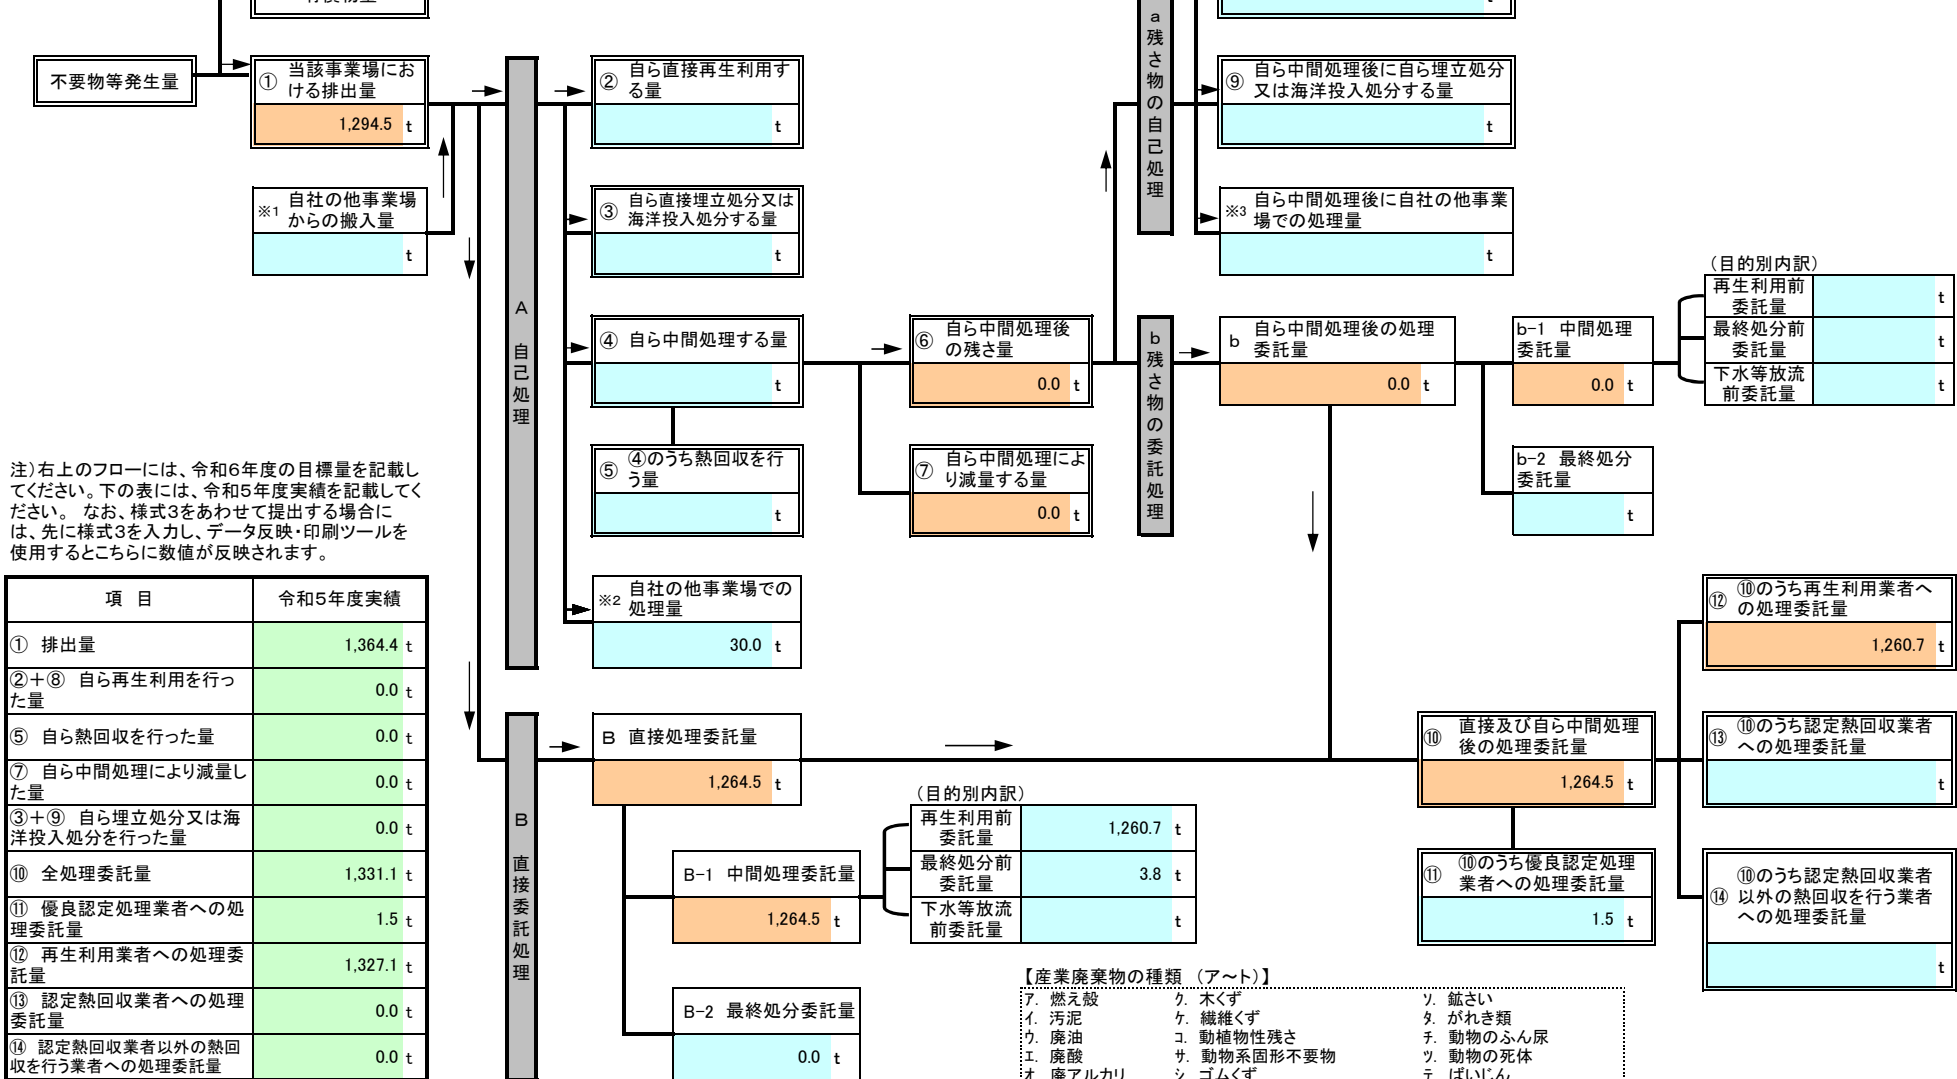 不要物等発生量
① 当該事業場にお
ける排出量
1,294.5 t
※1 自社の他事業場
からの搬入量
t
A 自己処理
② 自ら直接再生利用す
る量
t
③ 自ら直接埋立処分又は
海洋投入処分する量
t
④ 自ら中間処理する量
t
⑤ ④のうち熱回収を行
う量
t
※2 自社の他事業場での
処理量
30.0 t
⑥ 自ら中間処理後
の残さ量
0.0 t
⑦ 自ら中間処理によ
り減量する量
0.0 t
a 残さ物の自己処理
t
⑨ 自ら中間処理後に自ら埋立処分
又は海洋投入処分する量
t
※3 自ら中間処理後に自社の他事業
場での処理量
t
b 残さ物の委託処理
b 自ら中間処理後の処理
委託量
0.0 t
b-1 中間処理
委託量
0.0 t
b-2 最終処分
委託量
t
(目的別内訳)
再生利用前
委託量
t
最終処分前
委託量
t
下水等放流
前委託量
t
注)右上のフローには、令和6年度の目標量を記載し
てください。下の表には、令和5年度実績を記載してく
ださい。 なお、様式3をあわせて提出する場合に
は、先に様式3を入力し、データ反映・印刷ツールを
使用するとこちらに数値が反映されます。
項 目 令和5年度実績
① 排出量 1,364.4 t
②+⑧ 自ら再生利用を行っ
た量 0.0 t
⑤ 自ら熱回収を行った量 0.0 t
⑦ 自ら中間処理により減量し
た量 0.0 t
③+⑨ 自ら埋立処分又は海
洋投入処分を行った量 0.0 t
⑩ 全処理委託量 1,331.1 t
⑪ 優良認定処理業者への処
理委託量 1.5 t
⑫ 再生利用業者への処理委
託量 1,327.1 t
⑬ 認定熱回収業者への処理
委託量 0.0 t
⑭ 認定熱回収業者以外の熱回
収を行う業者への処理委託量 0.0 t
B 直接委託処理
B 直接処理委託量
1,264.5 t
B-1 中間処理委託量
1,264.5 t
B-2 最終処分委託量
0.0 t
(目的別内訳)
再生利用前
委託量
1,260.7 t
最終処分前
委託量
3.8 t
下水等放流
前委託量
t
⑩ 直接及び自ら中間処理
後の処理委託量
1,264.5 t
⑪ ⑩のうち優良認定処理
業者への処理委託量
1.5 t
⑫ ⑩のうち再生利用業者へ
の処理委託量
1,260.7 t
⑬ ⑩のうち認定熱回収業者
への処理委託量
t
⑭ ⑩のうち認定熱回収業者
以外の熱回収を行う業者
への処理委託量
t
【産業廃棄物の種類 (ア~ト)】
ア. 燃え殻 ク. 木くず ソ. 鉱さい
イ. 汚泥 ケ. 繊維くず タ. がれき類
ウ. 廃油 コ. 動植物性残さ チ. 動物のふん尿
エ. 廃酸 サ. 動物系固形不要物 ツ. 動物の死体
オ. 廃アルカリ シ. ゴムくず テ. ばいじん